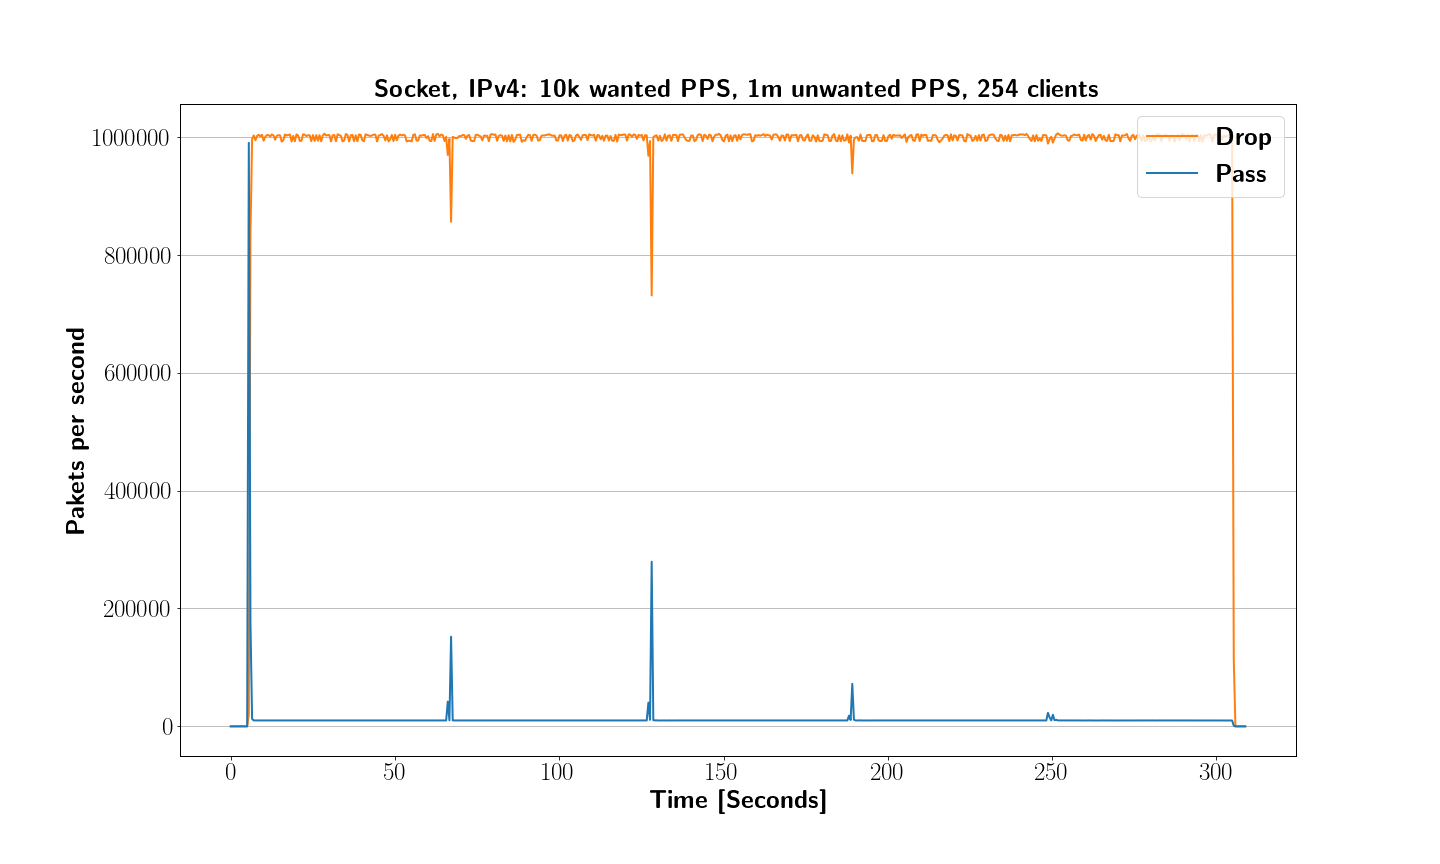 Socket, IPv4: 10k wanted PPS, 1m unwanted PPS, 254 clients
1000000
800000
600000
400000
200000
0
Pakets per second
Drop
Pass
0 50 100 150 200 250 300
Time [Seconds]